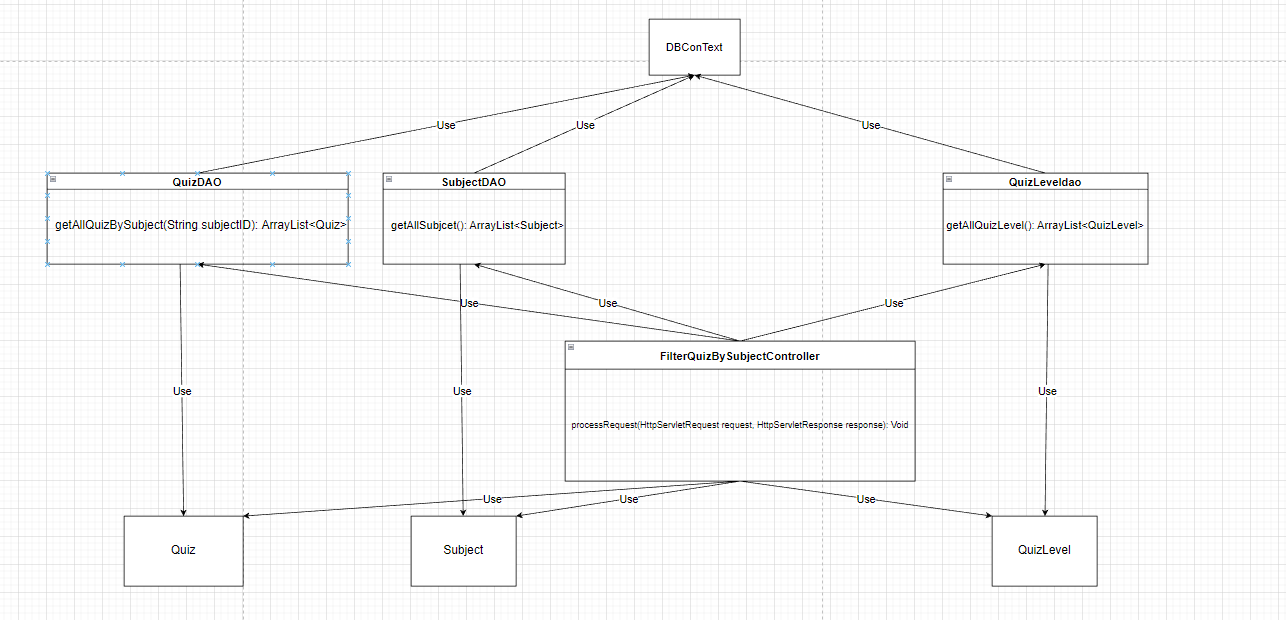 DBConText
Use
Use
Use
QuizDAO
getAllQuizBySubject(String subjectID): ArrayList<Quiz>
SubjectDAO
getAllSubjcet(): ArrayList<Subject>
QuizLeveldao
getAllQuizLevel(): ArrayList<QuizLevel>
Use
Use
Use
FilterQuizBySubjectController
processRequest(HttpServletRequest request, HttpServletResponse response): Void
Use
Use
Use
Use
Use
Use
Quiz
Subject
QuizLevel